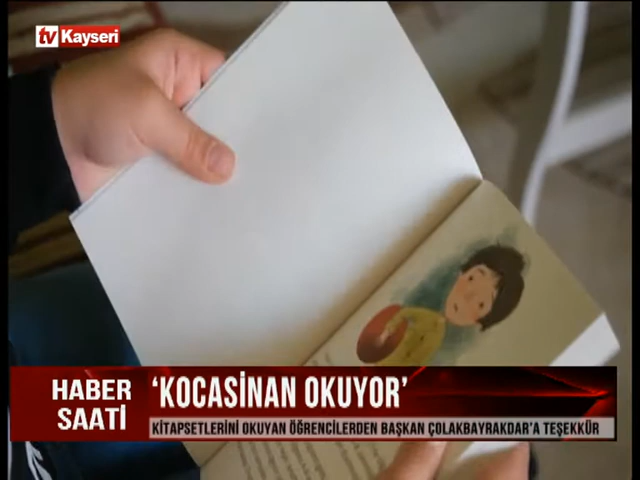 tv Kayseri
HABER
SAATİ
'KOCASİNAN OKUYOR'
KİTAPSETLERİNİ OKUYAN ÖĞRENCİLERDEN BAŞKAN ÇOLAKBAYRAKDAR'A TEŞEKKÜR